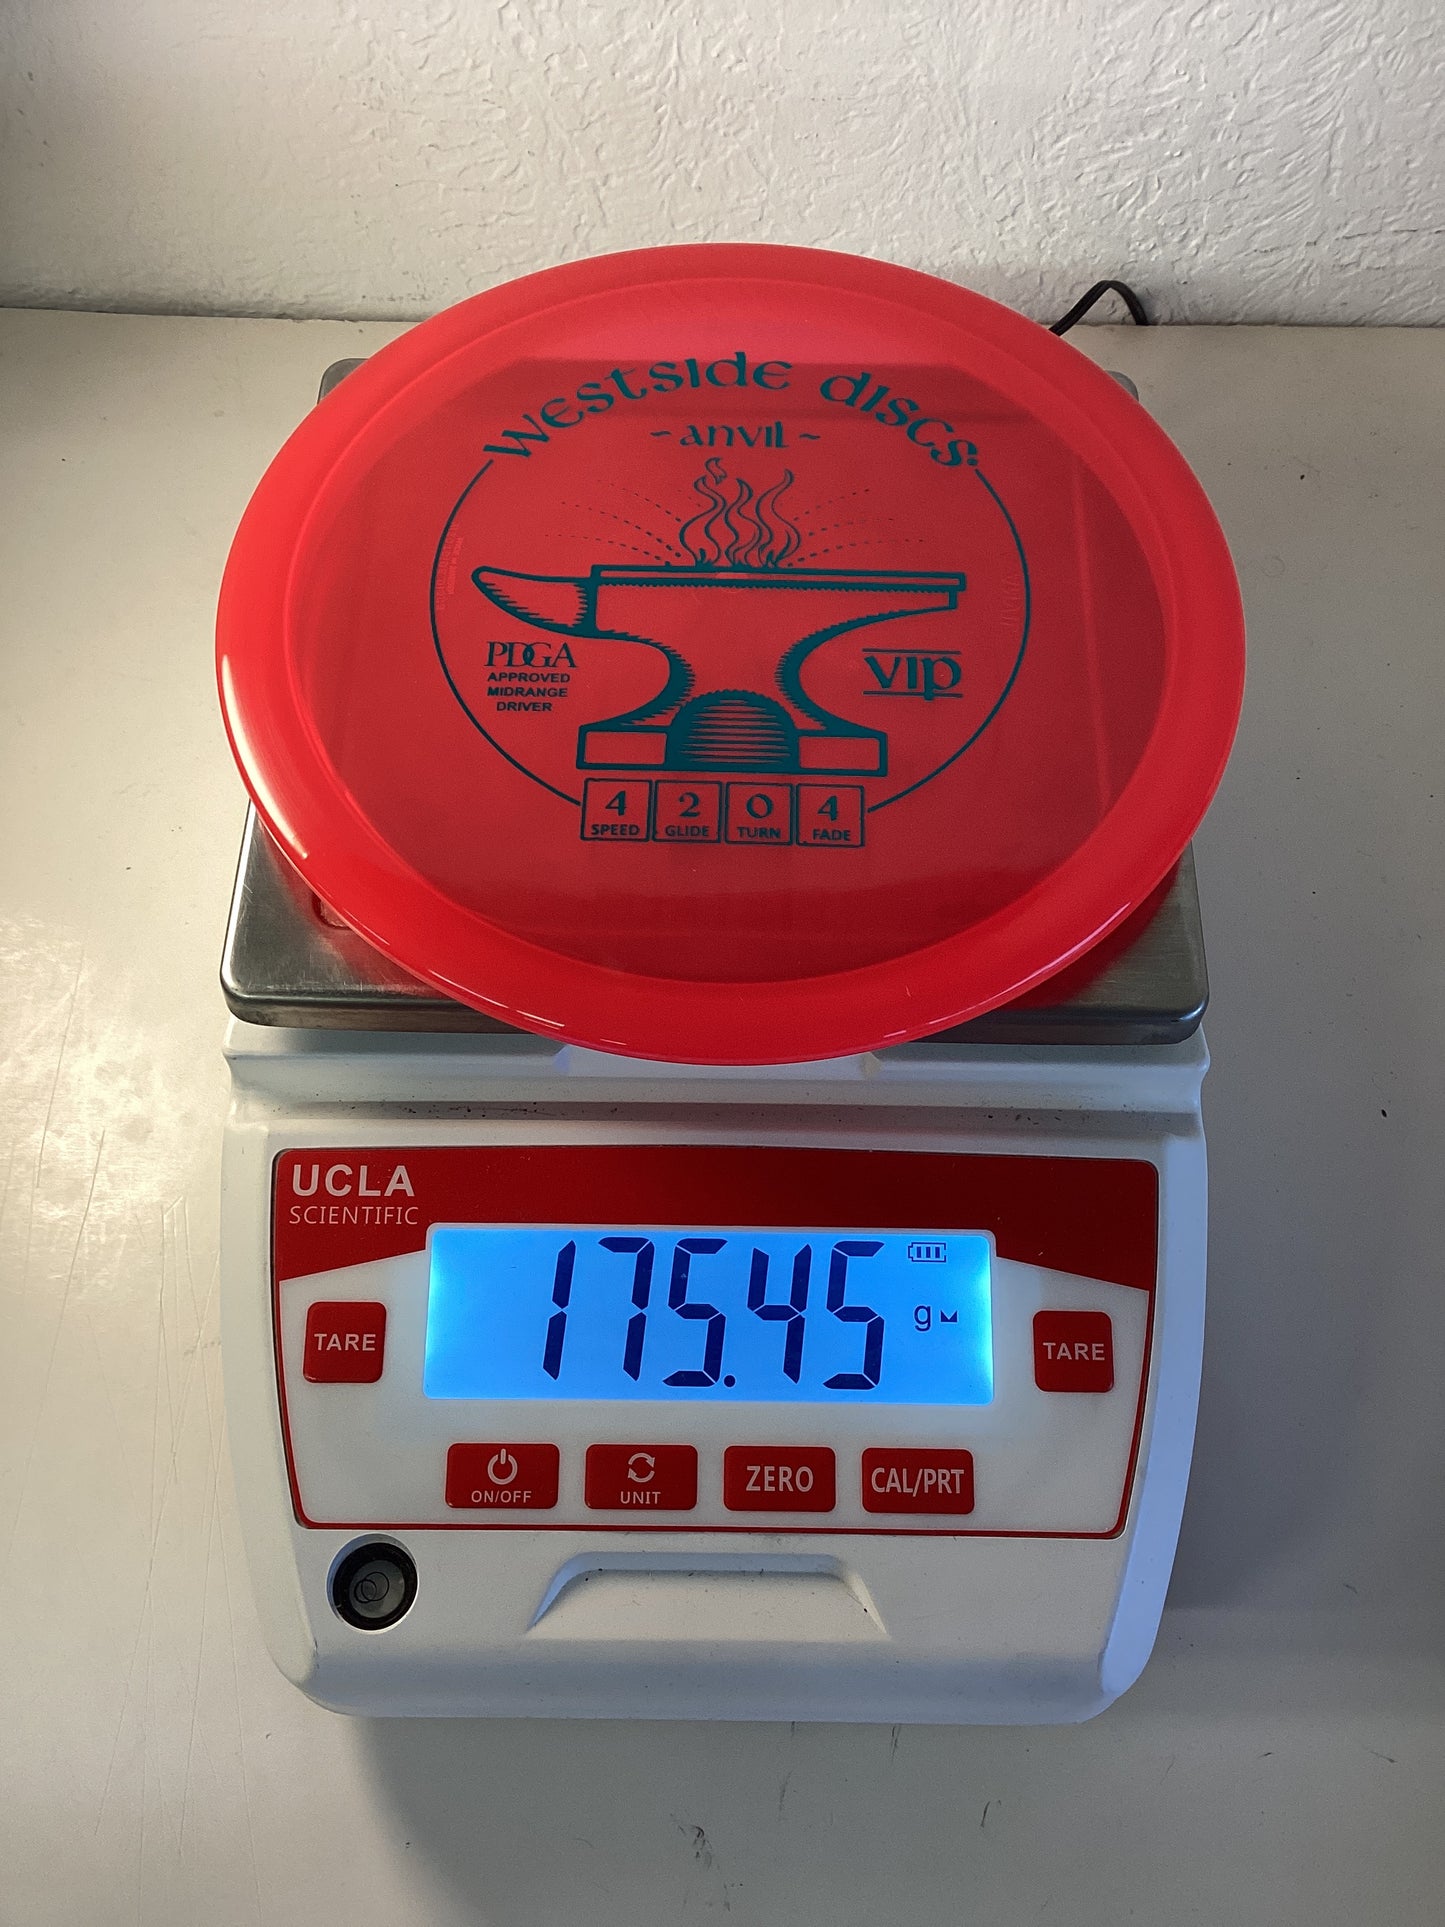 WESTSIDE DISCS
~ANVIL~
PDGA
APPROVED
MIDRANGE
DRIVER
VIP
4 2 0 4
SPEED GLIDE TURN FADE
UCLA
SCIENTIFIC
175.45 g
TARE
TARE
ON/OFF
UNIT
ZERO
CAL/PRT